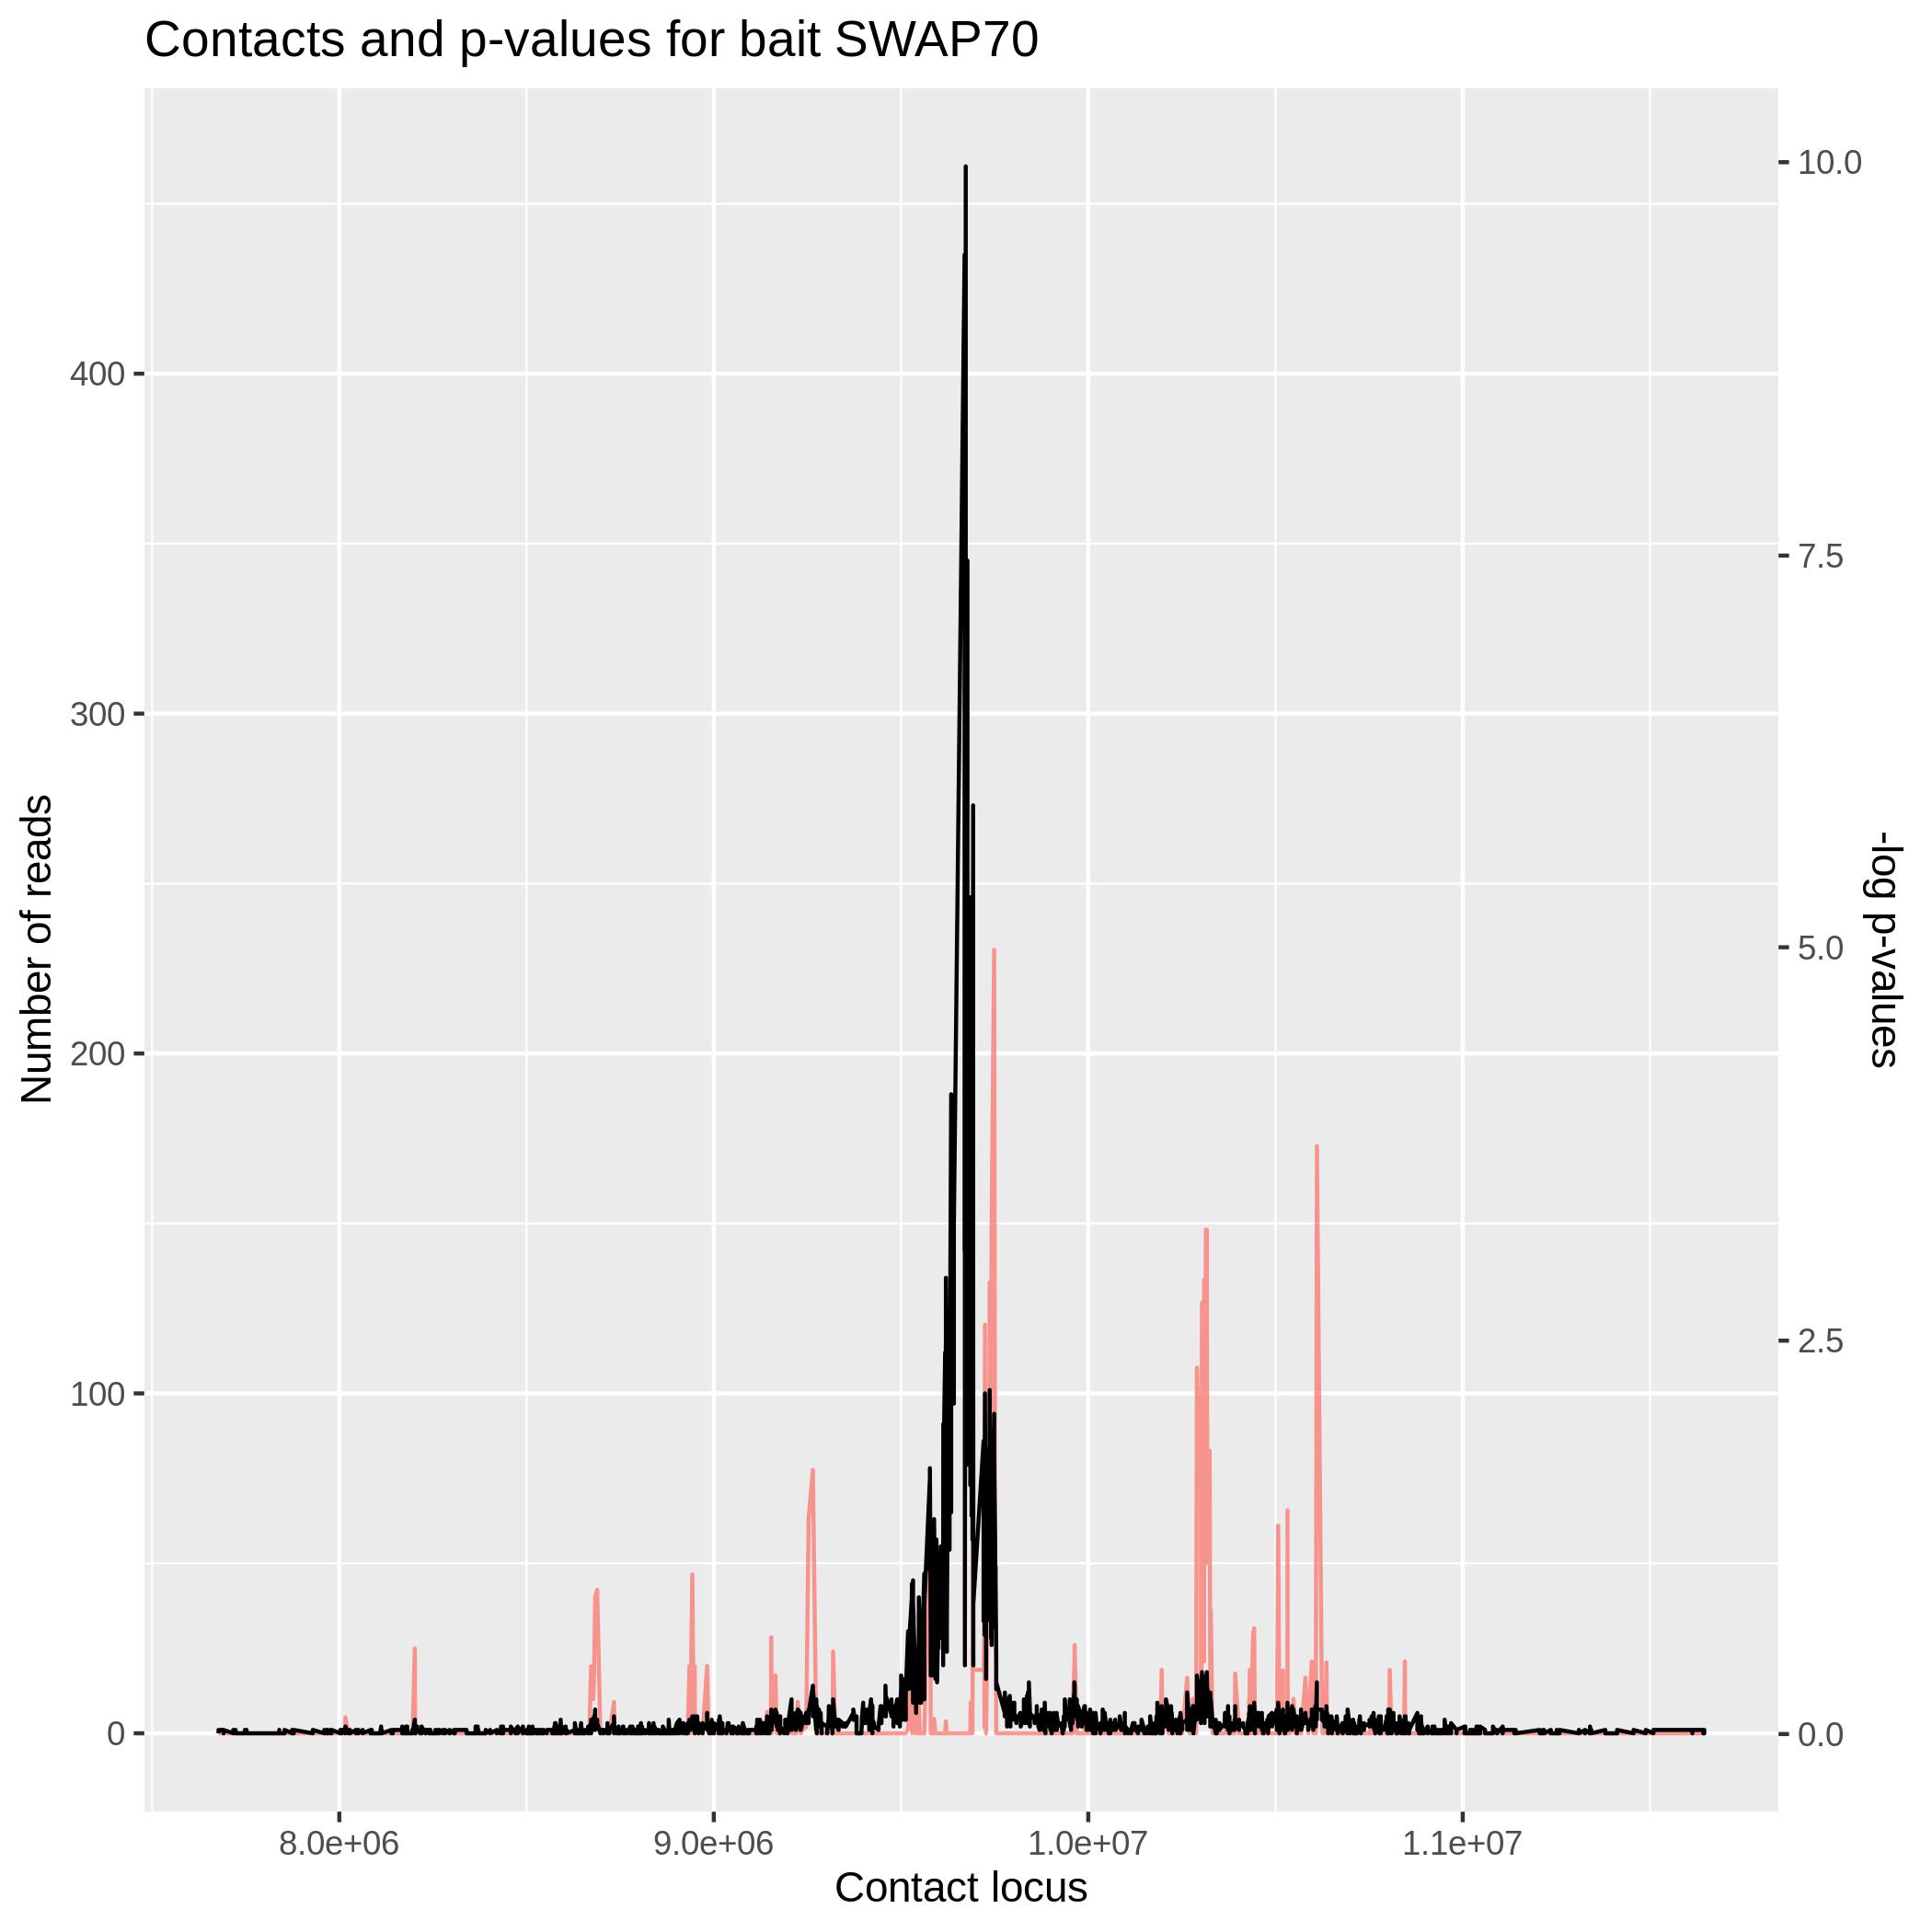 Contacts and p-values for bait SWAP70
Number of reads
400
300
200
100
0
10.0
7.5
5.0
2.5
0.0
-log p-values
8.0e+06 9.0e+06 1.0e+07 1.1e+07
Contact locus